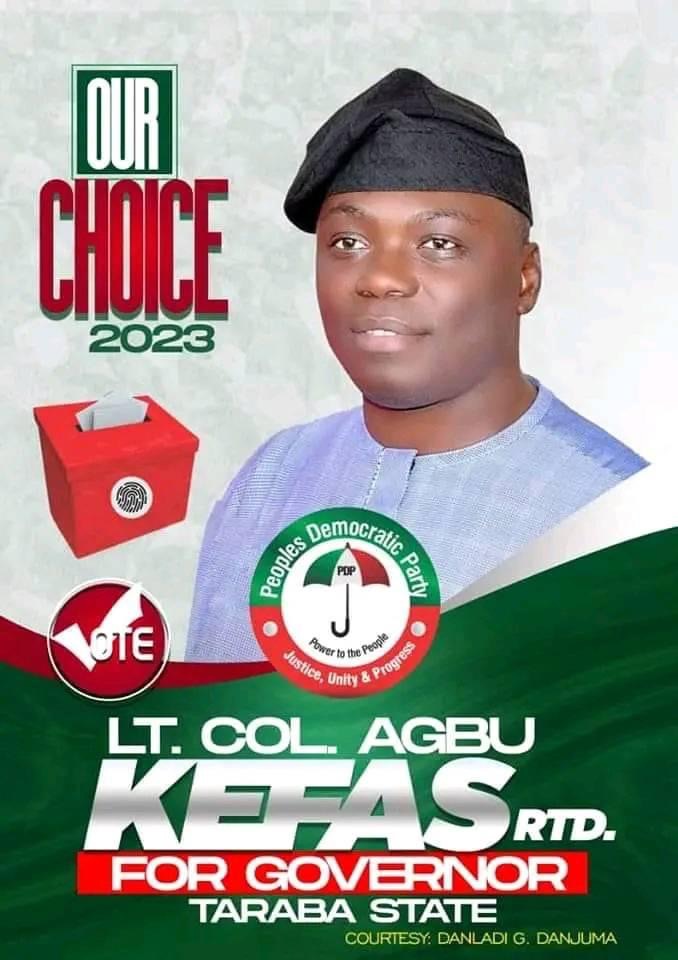 OUR
CHOICE
2023
Peoples Democratic Party
PDP
Power to the People
Justice, Unity & Progress
VOTE
LT. COL. AGBU
KEFAS RTD.
FOR GOVERNOR
TARABA STATE
COURTESY: DANLADI G. DANJUMA